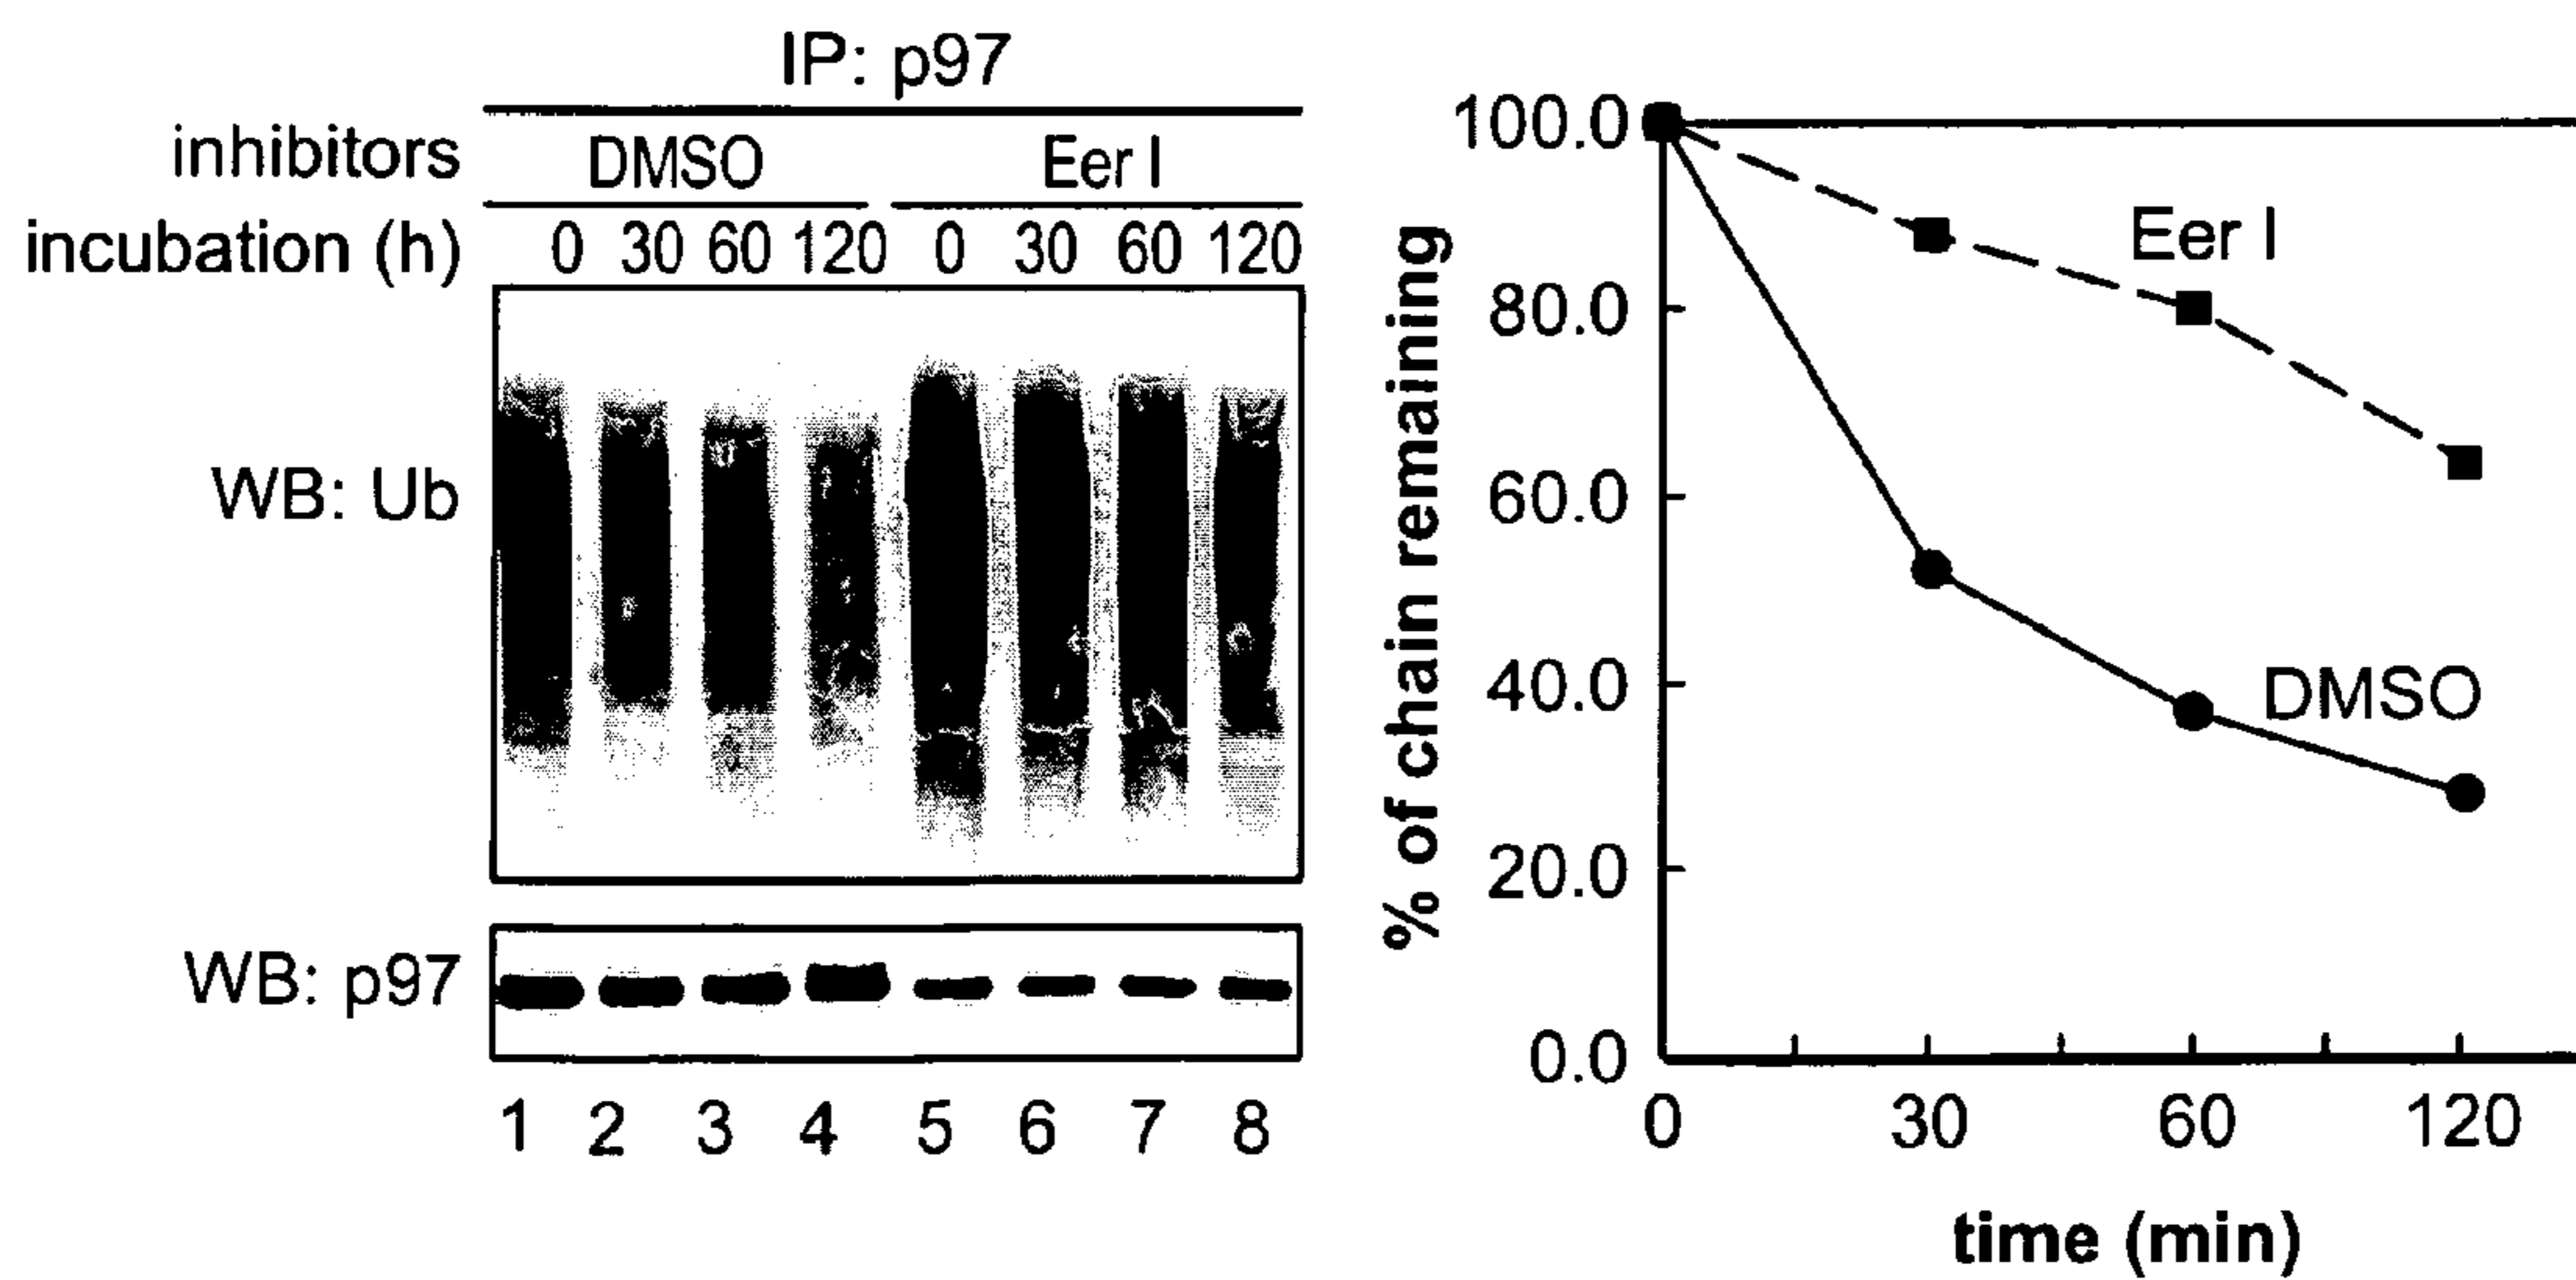 IP: p97
inhibitors DMSO Eer I
incubation (h) 0 30 60 120 0 30 60 120
WB: Ub
WB: p97
1 2 3 4 5 6 7 8
% of chain remaining
100.0
80.0
60.0
40.0
20.0
0.0
Eer I
DMSO
0 30 60 120
time (min)